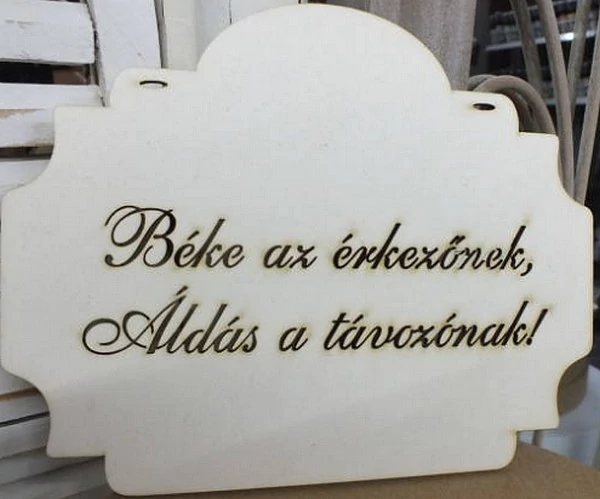 Béke az érkezőnek,
Áldás a távozónak!